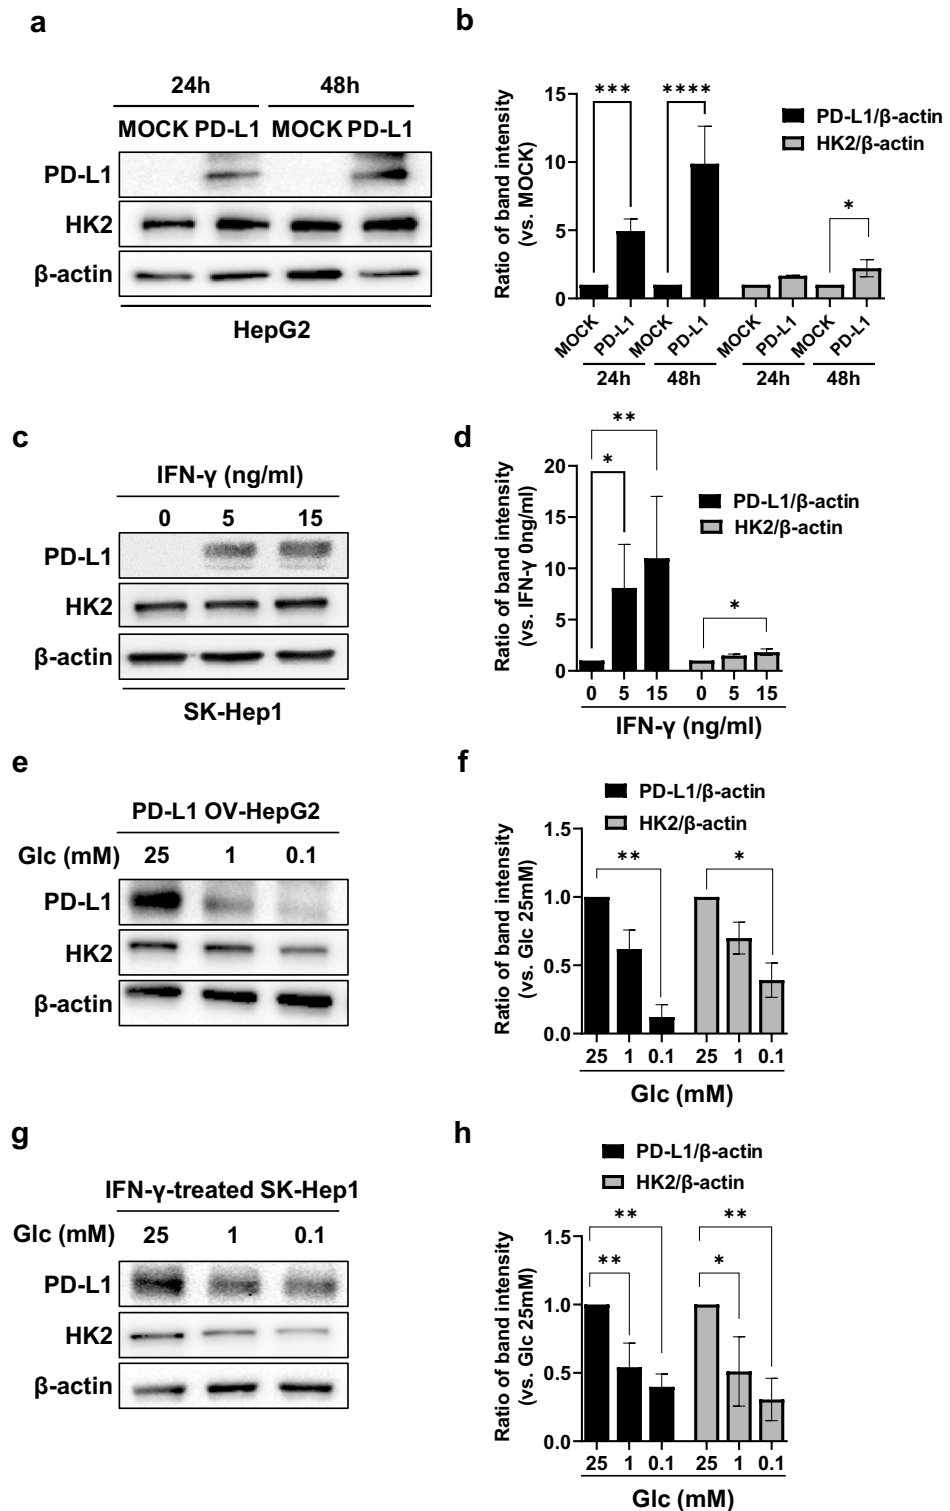 a
24h 48h
MOCK PD-L1 MOCK PD-L1
PD-L1
HK2
β-actin
HepG2
b
Ratio of band intensity
(vs. MOCK)
15
10
5
0
*** **** *
PD-L1/β-actin
HK2/β-actin
MOCK PD-L1 MOCK PD-L1 MOCK PD-L1 MOCK PD-L1
24h 48h 24h 48h
c
IFN-γ (ng/ml)
0 5 15
PD-L1
HK2
β-actin
SK-Hep1
d
Ratio of band intensity
(vs. IFN-γ 0ng/ml)
20
15
10
5
0
**
*
*
PD-L1/β-actin
HK2/β-actin
0 5 15 0 5 15
IFN-γ (ng/ml)
e
PD-L1 OV-HepG2
Glc (mM) 25 1 0.1
PD-L1
HK2
β-actin
f
PD-L1/β-actin
HK2/β-actin
Ratio of band intensity
(vs. Glc 25mM)
1.5
1.0
0.5
0.0
** *
25 1 0.1 25 1 0.1
Glc (mM)
g
IFN-γ-treated SK-Hep1
Glc (mM) 25 1 0.1
PD-L1
HK2
β-actin
h
PD-L1/β-actin
HK2/β-actin
Ratio of band intensity
(vs. Glc 25mM)
1.5
1.0
0.5
0.0
** **
** *
25 1 0.1 25 1 0.1
Glc (mM)